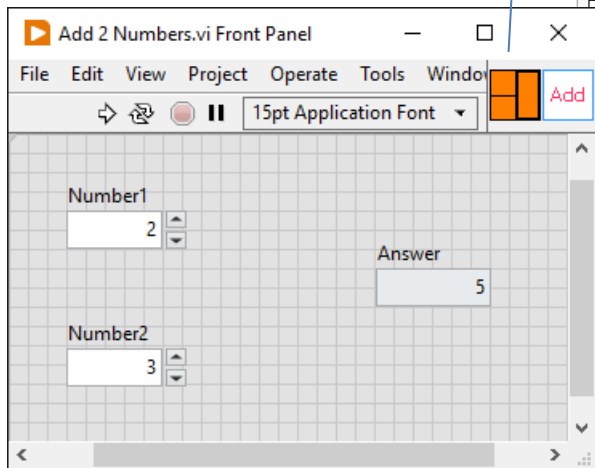 Add 2 Numbers.vi Front Panel
File Edit View Project Operate Tools Windo
Add
15pt Application Font
Number1
2
Answer
5
Number2
3